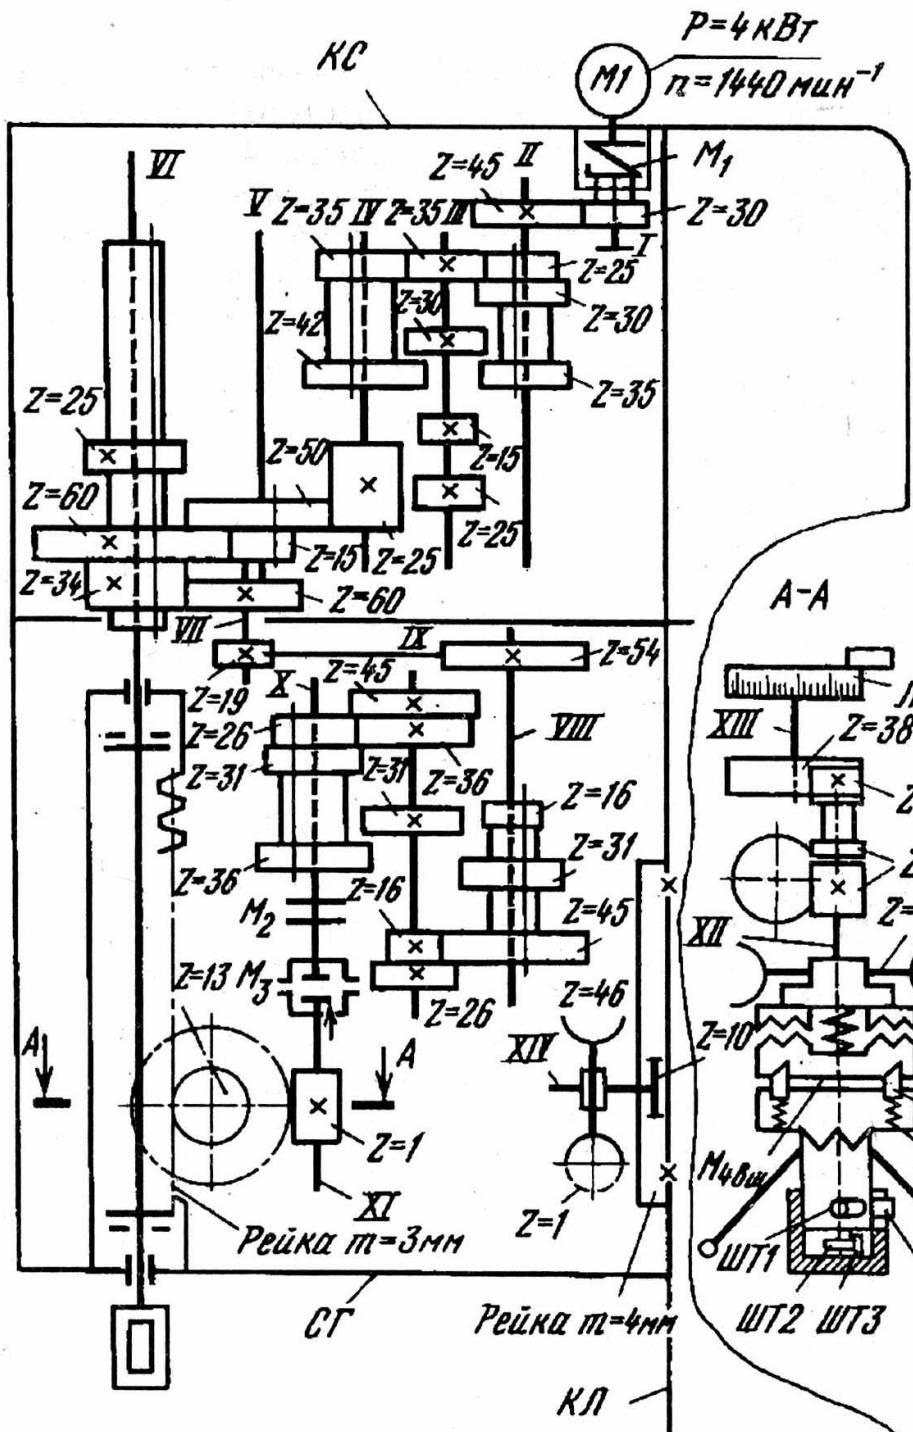 P=4кВт
КС
M1
n=1440мин⁻¹
VI
II
Z=45
M₁
V
Z=35
IV
Z=35
III
Z=30
I
Z=25
Z=30
Z=30
Z=42
Z=35
Z=25
Z=50
Z=15
Z=60
Z=25
Z=15
Z=25
Z=34
Z=60
А-А
VII
IX
Z=54
Z=45
X
Z=19
XIII
Z=26
VIII
Z=38
Z=31
Z=31
Z=36
Z=16
Z=31
Z=36
Z=16
M₂
Z=45
XII
M₃
Z=13
Z=26
Z=46
А
А
XIV
Z=10
Z=1
M₄вш
XI
Z=1
Рейка m=3мм
ШТ1
СГ
Рейка m=4мм
ШТ2
ШТ3
КЛ